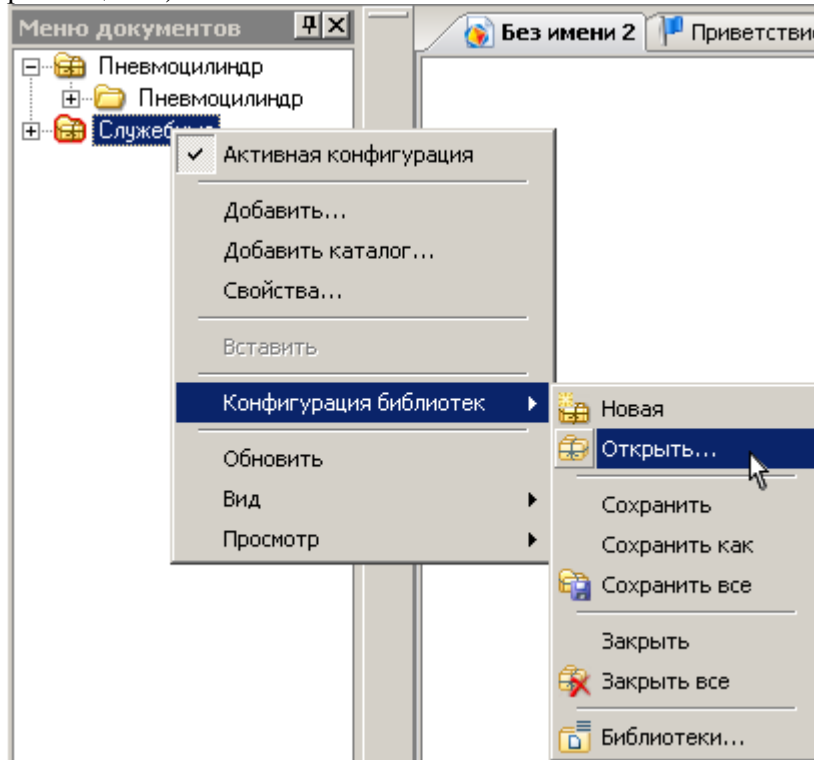 Меню документов
Без имени 2
Приветствие
Пневмоцилиндр
Пневмоцилиндр
Активная конфигурация
Добавить...
Добавить каталог...
Свойства...
Вставить
Конфигурация библиотек
Обновить
Вид
Просмотр
Новая
Открыть...
Сохранить
Сохранить как
Сохранить все
Закрыть
Закрыть все
Библиотеки...